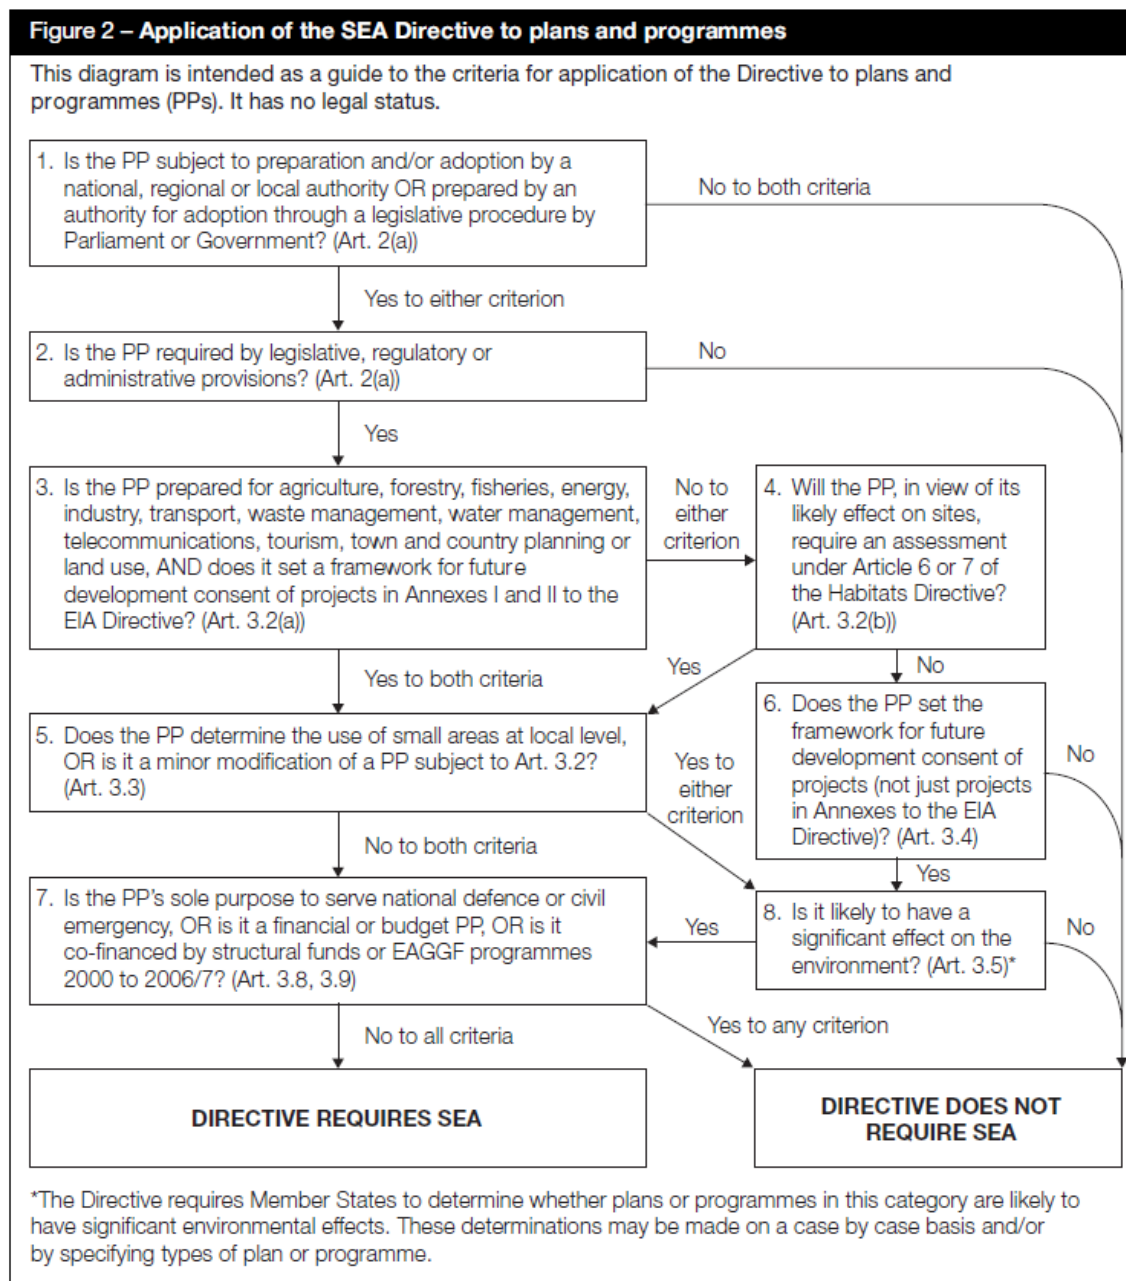 Figure 2 – Application of the SEA Directive to plans and programmes
This diagram is intended as a guide to the criteria for application of the Directive to plans and
programmes (PPs). It has no legal status.
1. Is the PP subject to preparation and/or adoption by a
national, regional or local authority OR prepared by an
authority for adoption through a legislative procedure by
Parliament or Government? (Art. 2(a))
No to both criteria
Yes to either criterion
2. Is the PP required by legislative, regulatory or
administrative provisions? (Art. 2(a))
No
Yes
3. Is the PP prepared for agriculture, forestry, fisheries, energy,
industry, transport, waste management, water management,
telecommunications, tourism, town and country planning or
land use, AND does it set a framework for future
development consent of projects in Annexes I and II to the
EIA Directive? (Art. 3.2(a))
No to
either
criterion
4. Will the PP, in view of its
likely effect on sites,
require an assessment
under Article 6 or 7 of
the Habitats Directive?
(Art. 3.2(b))
Yes to both criteria
Yes
No
5. Does the PP determine the use of small areas at local level,
OR is it a minor modification of a PP subject to Art. 3.2?
(Art. 3.3)
Yes to
either
criterion
6. Does the PP set the
framework for future
development consent of
projects (not just projects
in Annexes to the EIA
Directive)? (Art. 3.4)
No
No to both criteria
Yes
7. Is the PP's sole purpose to serve national defence or civil
emergency, OR is it a financial or budget PP, OR is it
co-financed by structural funds or EAGGF programmes
2000 to 2006/7? (Art. 3.8, 3.9)
Yes
8. Is it likely to have a
significant effect on the
environment? (Art. 3.5)*
No
No to all criteria
Yes to any criterion
DIRECTIVE REQUIRES SEA
DIRECTIVE DOES NOT
REQUIRE SEA
*The Directive requires Member States to determine whether plans or programmes in this category are likely to
have significant environmental effects. These determinations may be made on a case by case basis and/or
by specifying types of plan or programme.